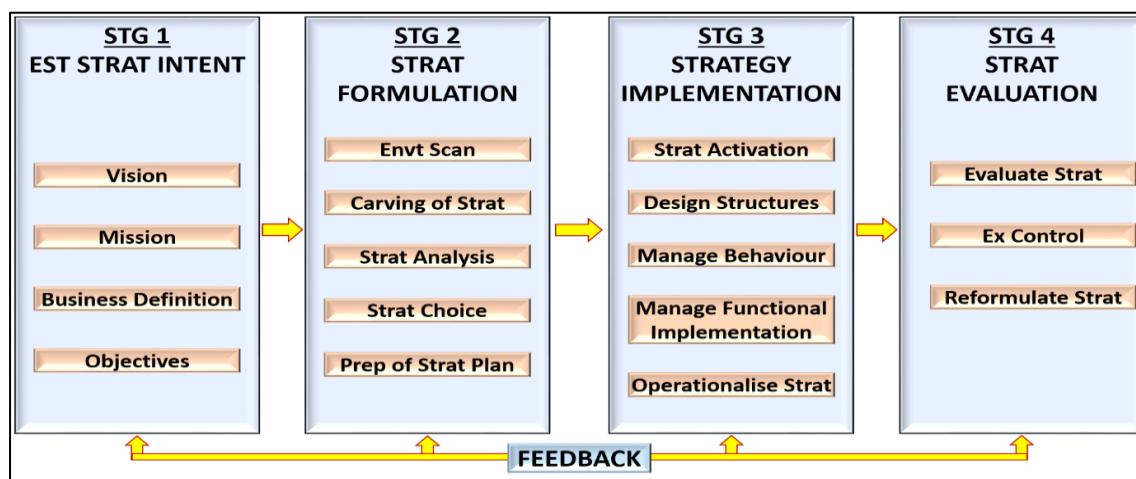 STG 1
EST STRAT INTENT
Vision
Mission
Business Definition
Objectives
STG 2
STRAT
FORMULATION
Envt Scan
Carving of Strat
Strat Analysis
Strat Choice
Prep of Strat Plan
STG 3
STRATEGY
IMPLEMENTATION
Strat Activation
Design Structures
Manage Behaviour
Manage Functional
Implementation
Operationalise Strat
STG 4
STRAT
EVALUATION
Evaluate Strat
Ex Control
Reformulate Strat
FEEDBACK